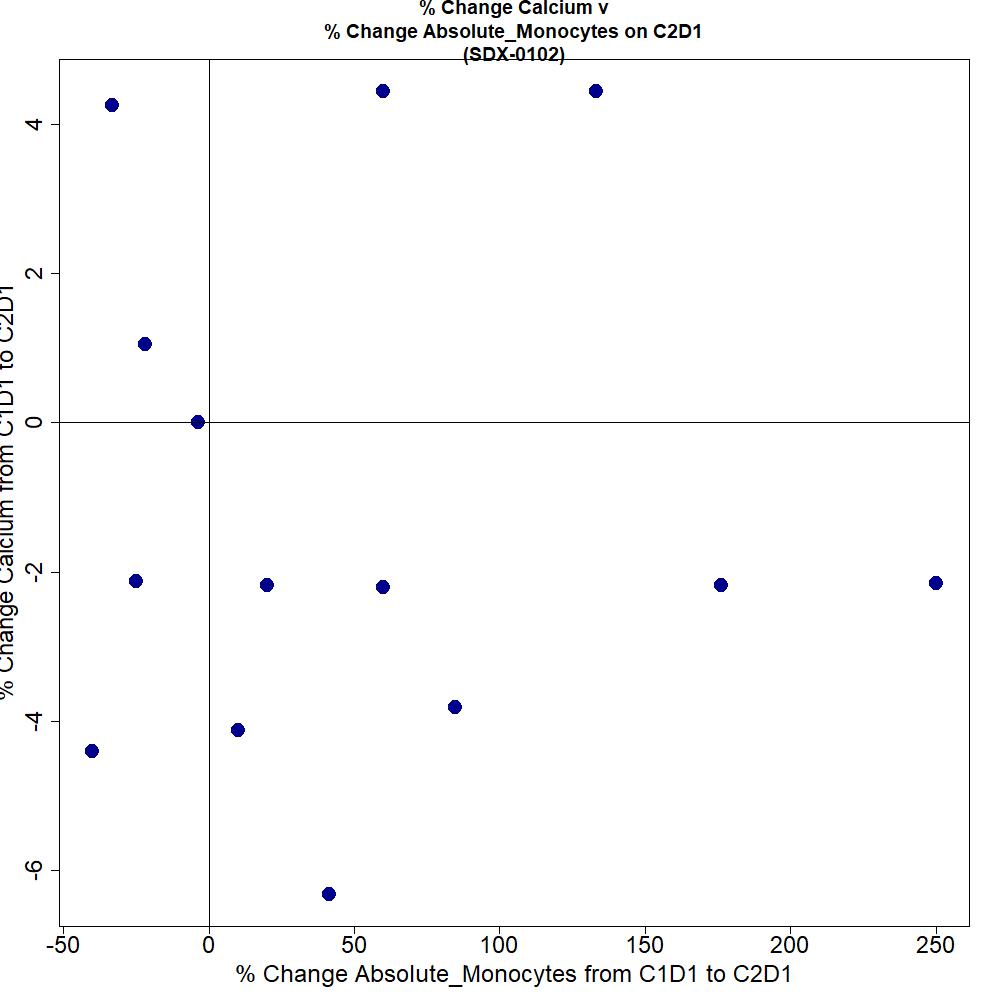 % Change Calcium v
% Change Absolute_Monocytes on C2D1
(SDX-0102)
% Change Calcium from C1D1 to C2D1
4
2
0
-2
-4
-6
-50 0 50 100 150 200 250
% Change Absolute_Monocytes from C1D1 to C2D1